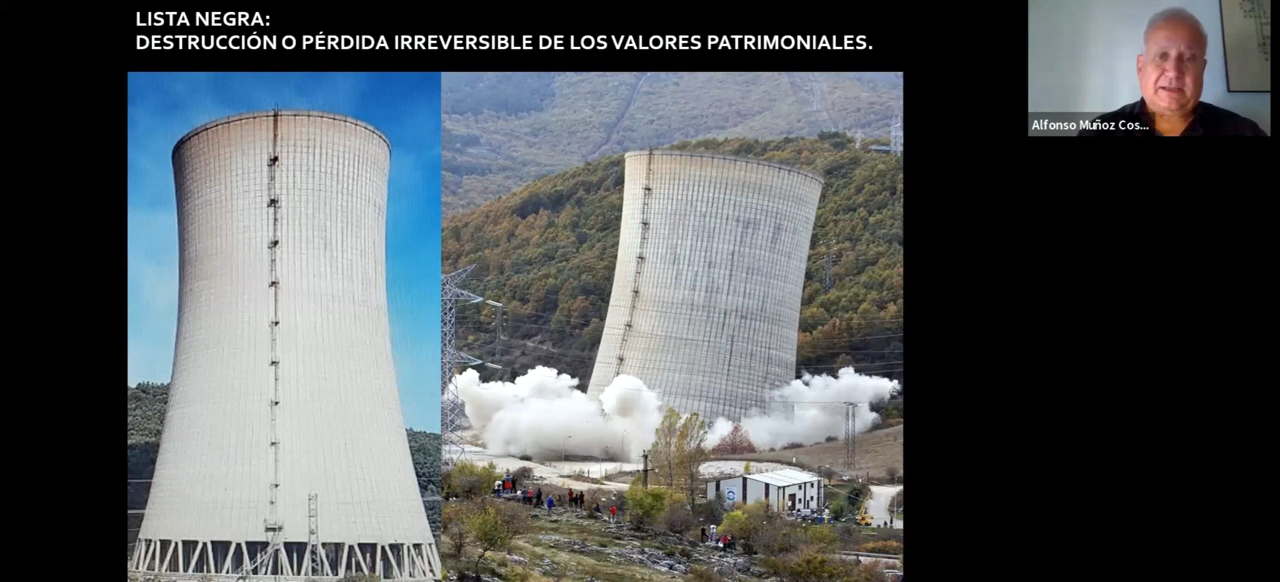 LISTA NEGRA:
DESTRUCCIÓN O PÉRDIDA IRREVERSIBLE DE LOS VALORES PATRIMONIALES.
Alfonso Muñoz Cos...